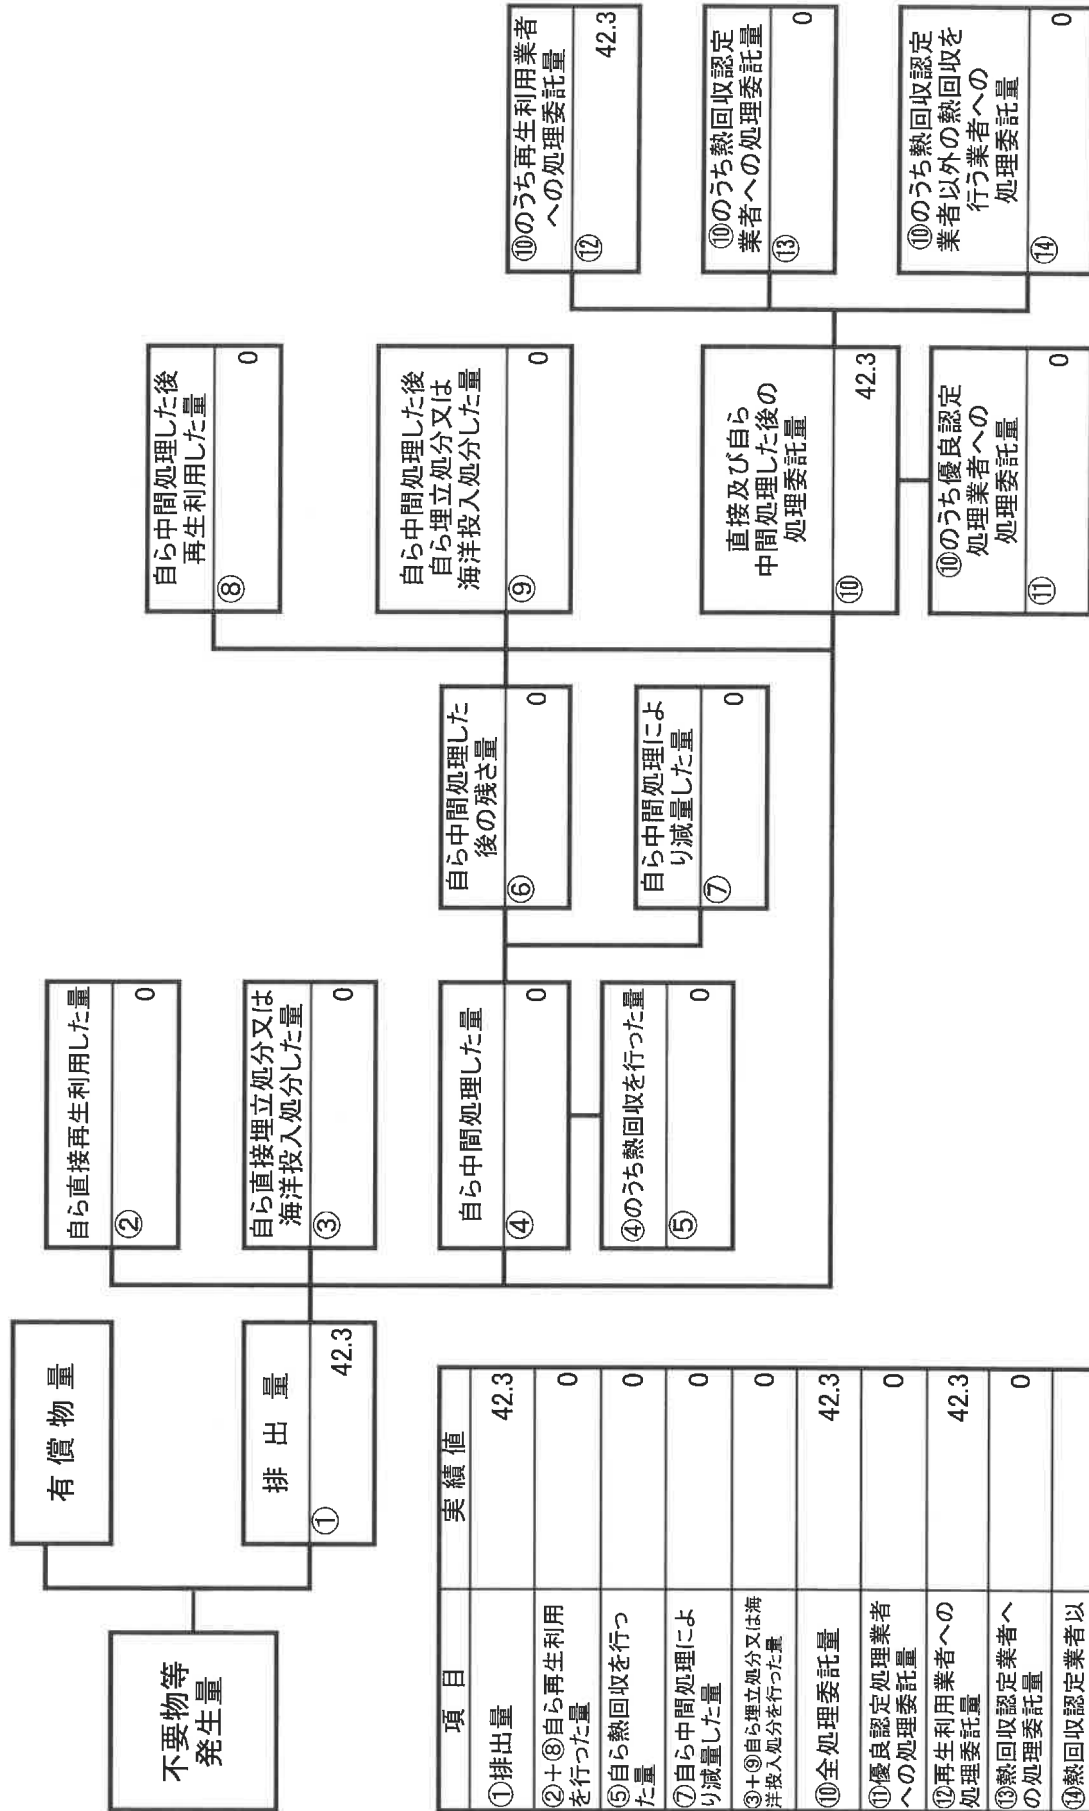 不要物等
発生量
有償物量
排出量
①
42.3
自ら直接再生利用した量
②
0
自ら直接埋立処分又は
海洋投入処分した量
③
0
自ら中間処理した量
④
0
④のうち熱回収を行った量
⑤
0
自ら中間処理した
後の残さ量
⑥
0
自ら中間処理によ
り減量した量
⑦
0
自ら中間処理した後
再生利用した量
⑧
0
自ら中間処理した後
自ら埋立処分又は
海洋投入処分した量
⑨
0
直接及び自ら
中間処理した後の
処理委託量
⑩
42.3
⑩のうち優良認定
処理業者への
処理委託量
⑪
0
⑩のうち再生利用業者
への処理委託量
⑫
42.3
⑩のうち熱回収認定
業者への処理委託量
⑬
0
⑩のうち熱回収認定
業者以外の熱回収を
行う業者への
処理委託量
⑭
0
項目 実績値
①排出量 42.3
②+⑧自ら再生利用
を行った量 0
⑤自ら熱回収を行っ
た量 0
⑦自ら中間処理によ
り減量した量 0
③+⑨自ら埋立処分又は海
洋投入処分を行った量 0
⑩全処理委託量 42.3
⑪優良認定処理業者
への処理委託量 0
⑫再生利用業者への
処理委託量 42.3
⑬熱回収認定業者へ
の処理委託量 0
⑭熱回収認定業者以